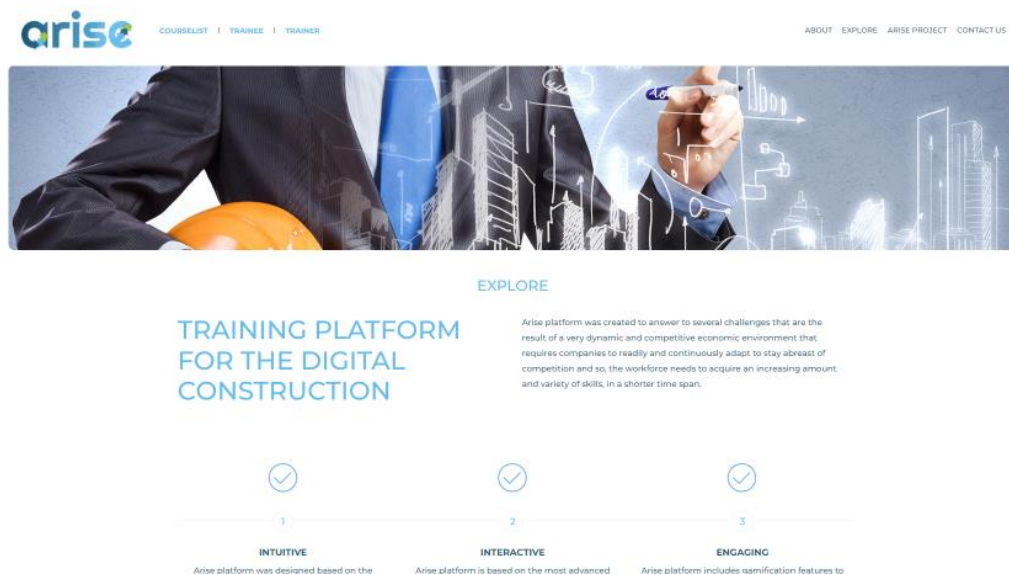 arise
COURSELIST | TRAINEE | TRAINER
ABOUT EXPLORE ARISE PROJECT CONTACT US
EXPLORE
TRAINING PLATFORM
FOR THE DIGITAL
CONSTRUCTION
Arise platform was created to answer to several challenges that are the
result of a very dynamic and competitive economic environment that
requires companies to readily and continuously adapt to stay abreast of
competition and so, the workforce needs to acquire an increasing amount
and variety of skills, in a shorter time span.
1 2 3
INTUITIVE INTERACTIVE ENGAGING
Arise platform was designed based on the Arise platform is based on the most advanced Arise platform includes gamification features to